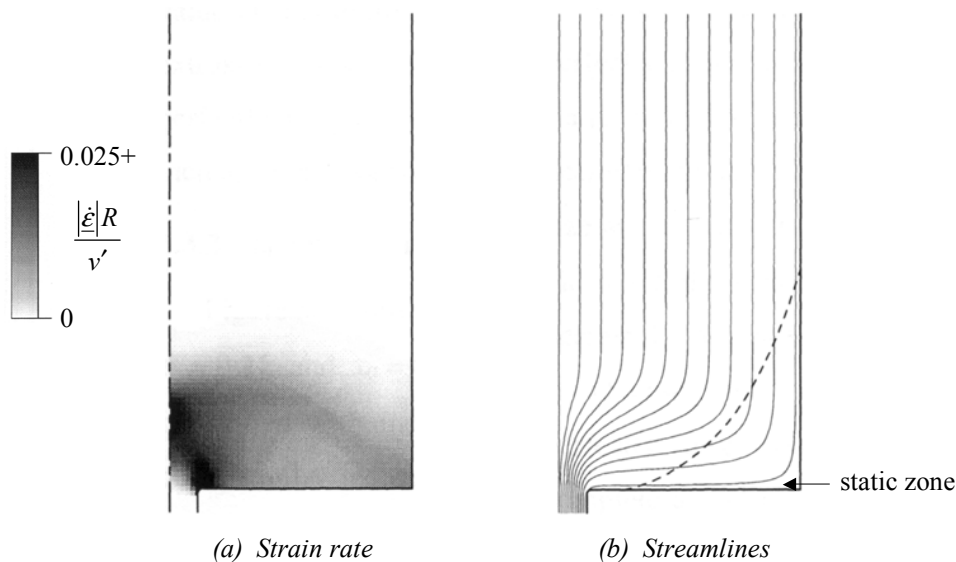 0.025+
|ε̇|R
v′
0
static zone
(a) Strain rate
(b) Streamlines